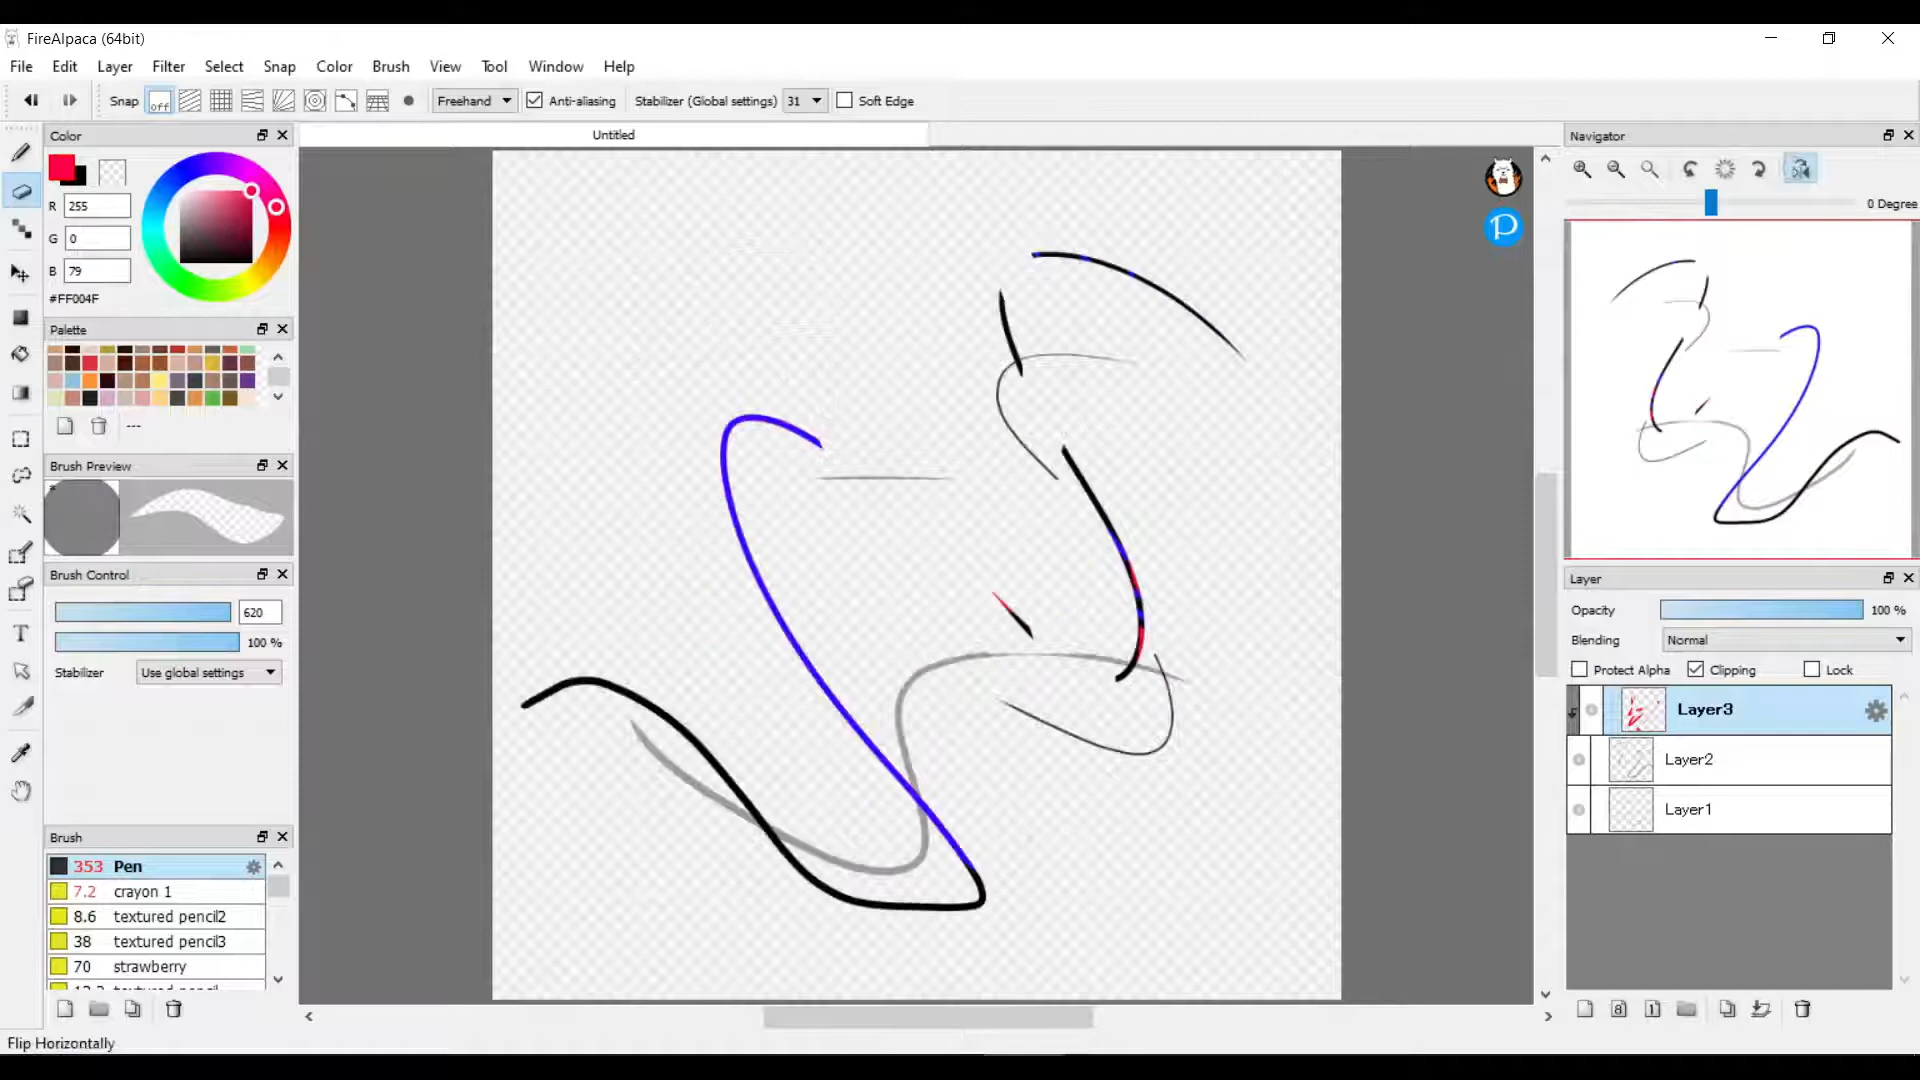 FireAlpaca (64bit)
File Edit Layer Filter Select Snap Color Brush View Tool Window Help
Snap off Freehand Anti-aliasing Stabilizer (Global settings) 31 Soft Edge
Color
R 255
G 0
B 79
#FF004F
Palette
---
Brush Preview
Brush Control
620
100 %
Stabilizer Use global settings
Brush
353 Pen
7.2 crayon 1
8.6 textured pencil2
38 textured pencil3
70 strawberry
Flip Horizontally
Untitled
P
Navigator
0 Degree
Layer
Opacity 100 %
Blending Normal
Protect Alpha Clipping Lock
Layer3
Layer2
Layer1
8 1